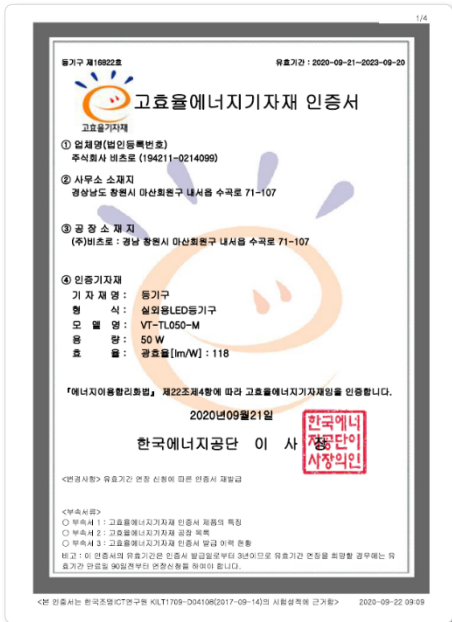 1/4
등기구 제16822호
유효기간 : 2020-09-21~2023-09-20
고효율기자재
고효율에너지기자재 인증서
① 업체명(법인등록번호)
주식회사 비츠로 (194211-0214099)
② 사무소 소재지
경상남도 창원시 마산회원구 내서읍 수곡로 71-107
③ 공 장 소 재 지
(주)비츠로 : 경남 창원시 마산회원구 내서읍 수곡로 71-107
④ 인증기자재
기 자 재 명 : 등기구
형 식 : 실외용LED등기구
모 델 명 : VT-TL050-M
용 량 : 50 W
효 율 : 광효율[lm/W] : 118
『에너지이용합리화법』 제22조제4항에 따라 고효율에너지기자재임을 인증합니다.
2020년09월21일
한국에너지공단 이 사 장
한국에너
지공단이
사장의인
<변경사항> 유효기간 연장 신청에 따른 인증서 재발급
<부속서류>
○ 부속서 1 : 고효율에너지기자재 인증서 제품의 특징
○ 부속서 2 : 고효율에너지기자재 공장 목록
○ 부속서 3 : 고효율에너지기자재 인증서 발급 이력 현황
비고 : 이 인증서의 유효기간은 인증서 발급일로부터 3년이므로 유효기간 연장을 희망할 경우에는 유
효기간 만료일 90일전부터 연장신청을 하여야 합니다.
<본 인증서는 한국조명ICT연구원 KILT1709-D04108(2017-09-14)의 시험성적에 근거함>
2020-09-22 09:09